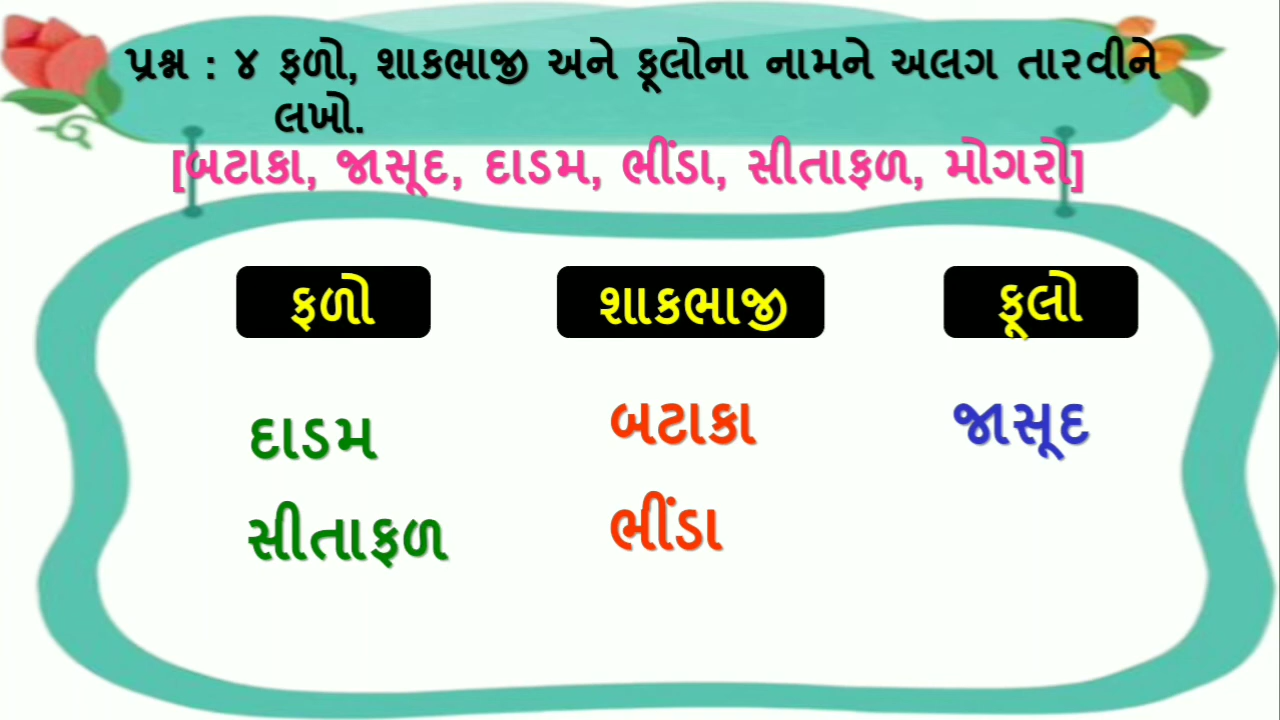 પ્રશ્ન : ૪ ફળો, શાકભાજી અને ફૂલોના નામને અલગ તારવીને
લખો.
[બટાકા, જાસૂદ, દાડમ, ભીંડા, સીતાફળ, મોગરો]
ફળો શાકભાજી ફૂલો
દાડમ બટાકા જાસૂદ
સીતાફળ ભીંડા